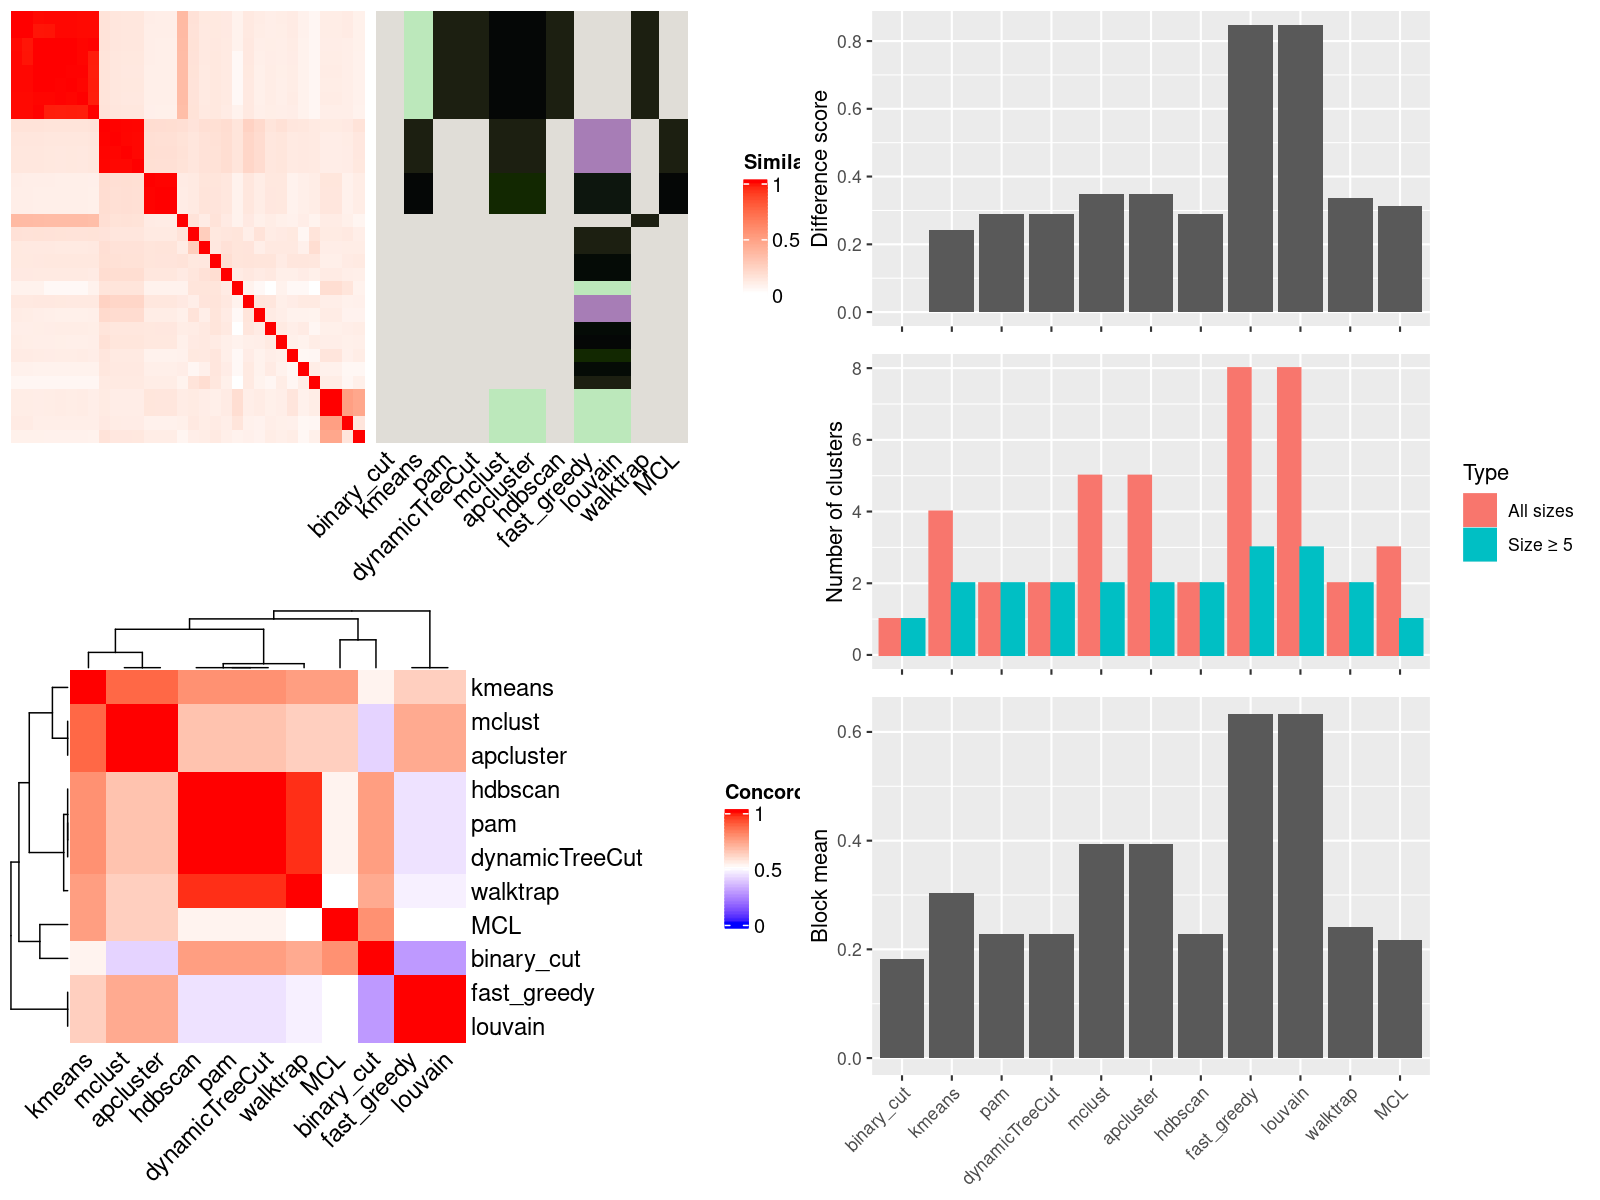 Simila
1
0.5
0
binary_cut
kmeans
pam
dynamicTreeCut
mclust
apcluster
hdbscan
fast_greedy
louvain
walktrap
MCL
Difference score
0.8
0.6
0.4
0.2
0.0
Number of clusters
8
6
4
2
0
Type
All sizes
Size ≥ 5
kmeans
mclust
apcluster
hdbscan
pam
dynamicTreeCut
walktrap
MCL
binary_cut
fast_greedy
louvain
kmeans
mclust
apcluster
hdbscan
pam
dynamicTreeCut
walktrap
MCL
binary_cut
fast_greedy
louvain
Concord
1
0.5
0
Block mean
0.6
0.4
0.2
0.0
binary_cut
kmeans
pam
dynamicTreeCut
mclust
apcluster
hdbscan
fast_greedy
louvain
walktrap
MCL